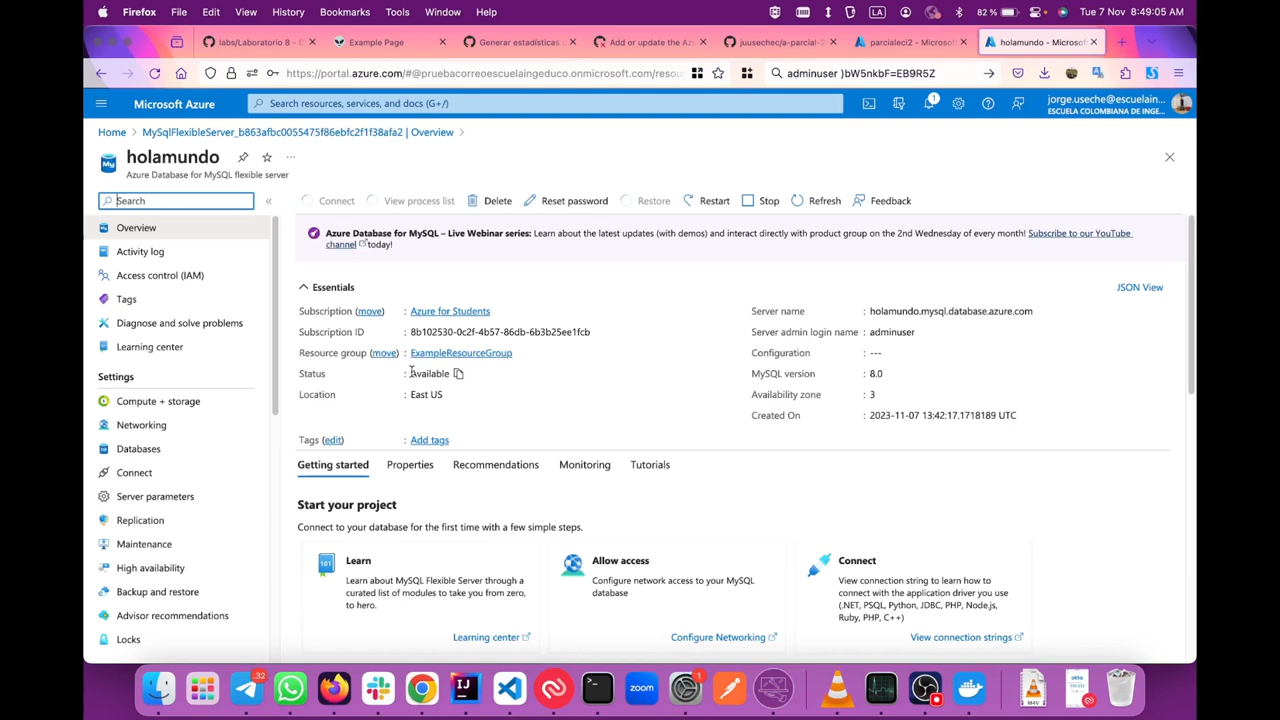 Firefox File Edit View History Bookmarks Tools Window Help LA 82 % Tue 7 Nov 8:49:05 AM
labs/Laboratorio 8 - C Example Page Generar estadísticas Add or update the Az juusechec/a-parcial-2 parcialeci2 - Microsoft holamundo - Microsof
https://portal.azure.com/#@pruebacorreoescuelaingeduco.onmicrosoft.com/resou adminuser )bW5nkbF=EB9R5Z
Microsoft Azure Search resources, services, and docs (G+/) 1 jorge.useche@escuelain...
ESCUELA COLOMBIANA DE INGE...
Home > MySqlFlexibleServer_b863afbc0055475f86ebfc2f1f38afa2 | Overview >
holamundo ...
Azure Database for MySQL flexible server
Search « Connect View process list Delete Reset password Restore Restart Stop Refresh Feedback
Overview
Activity log
Access control (IAM)
Tags
Diagnose and solve problems
Learning center
Settings
Compute + storage
Networking
Databases
Connect
Server parameters
Replication
Maintenance
High availability
Backup and restore
Advisor recommendations
Locks
Azure Database for MySQL – Live Webinar series: Learn about the latest updates (with demos) and interact directly with product group on the 2nd Wednesday of every month! Subscribe to our YouTube
channel today!
Essentials JSON View
Subscription (move) : Azure for Students
Subscription ID : 8b102530-0c2f-4b57-86db-6b3b25ee1fcb
Resource group (move) : ExampleResourceGroup
Status : Available
Location : East US
Server name : holamundo.mysql.database.azure.com
Server admin login name : adminuser
Configuration : ---
MySQL version : 8.0
Availability zone : 3
Created On : 2023-11-07 13:42:17.1718189 UTC
Tags (edit) : Add tags
Getting started Properties Recommendations Monitoring Tutorials
Start your project
Connect to your database for the first time with a few simple steps.
Learn
Learn about MySQL Flexible Server through a
curated list of modules to take you from zero,
to hero.
Learning center
Allow access
Configure network access to your MySQL
database
Configure Networking
Connect
View connection string to learn how to
connect with the application driver you use
(.NET, PSQL, Python, JDBC, PHP, Node.js,
Ruby, PHP, C++)
View connection strings
32 IJ zoom 1 M4V